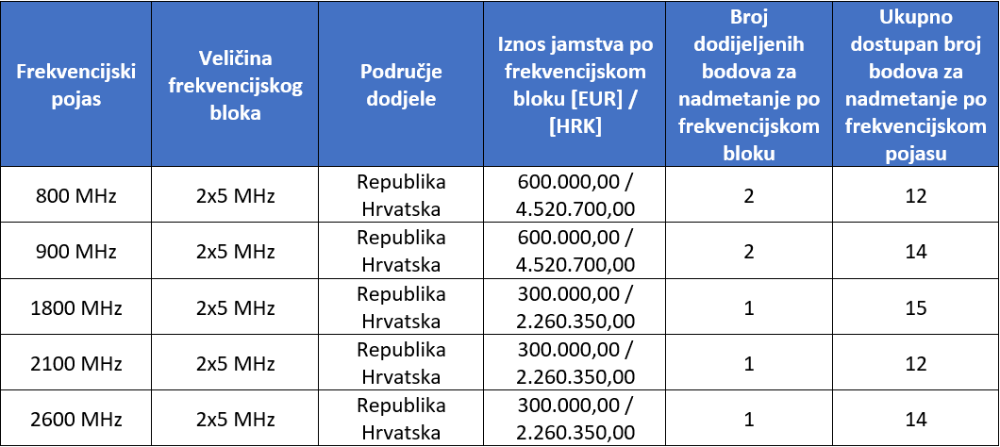 Frekvencijski
pojas
Veličina
frekvencijskog
bloka
Područje
dodjele
Iznos jamstva po
frekvencijskom
bloku [EUR] /
[HRK]
Broj
dodijeljenih
bodova za
nadmetanje po
frekvencijskom
bloku
Ukupno
dostupan broj
bodova za
nadmetanje po
frekvencijskom
pojasu
800 MHz
2x5 MHz
Republika
Hrvatska
600.000,00 /
4.520.700,00
2
12
900 MHz
2x5 MHz
Republika
Hrvatska
600.000,00 /
4.520.700,00
2
14
1800 MHz
2x5 MHz
Republika
Hrvatska
300.000,00 /
2.260.350,00
1
15
2100 MHz
2x5 MHz
Republika
Hrvatska
300.000,00 /
2.260.350,00
1
12
2600 MHz
2x5 MHz
Republika
Hrvatska
300.000,00 /
2.260.350,00
1
14